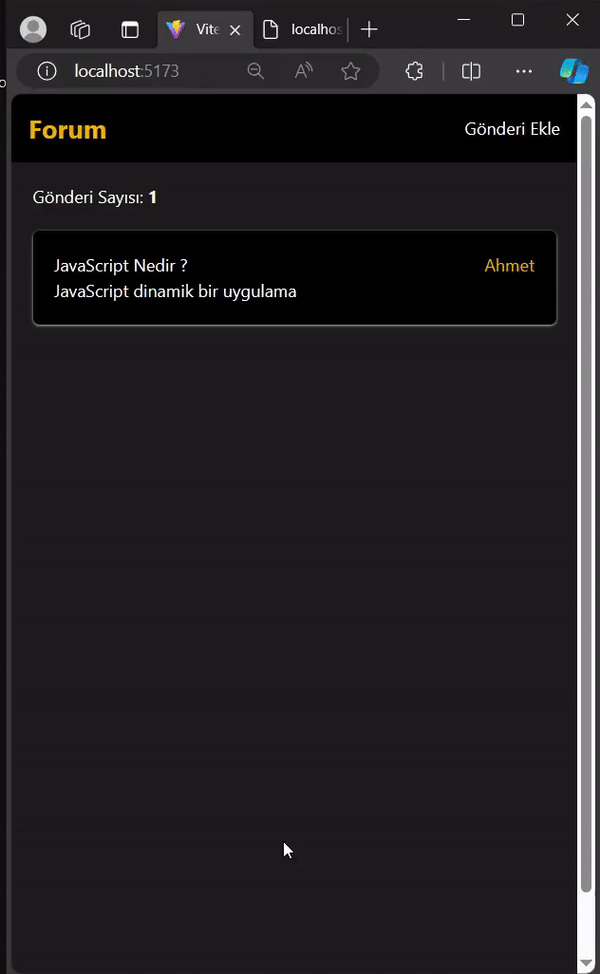 Vite
localhos
localhost:5173
Forum
Gönderi Ekle
Gönderi Sayısı: 1
JavaScript Nedir ?
Ahmet
JavaScript dinamik bir uygulama